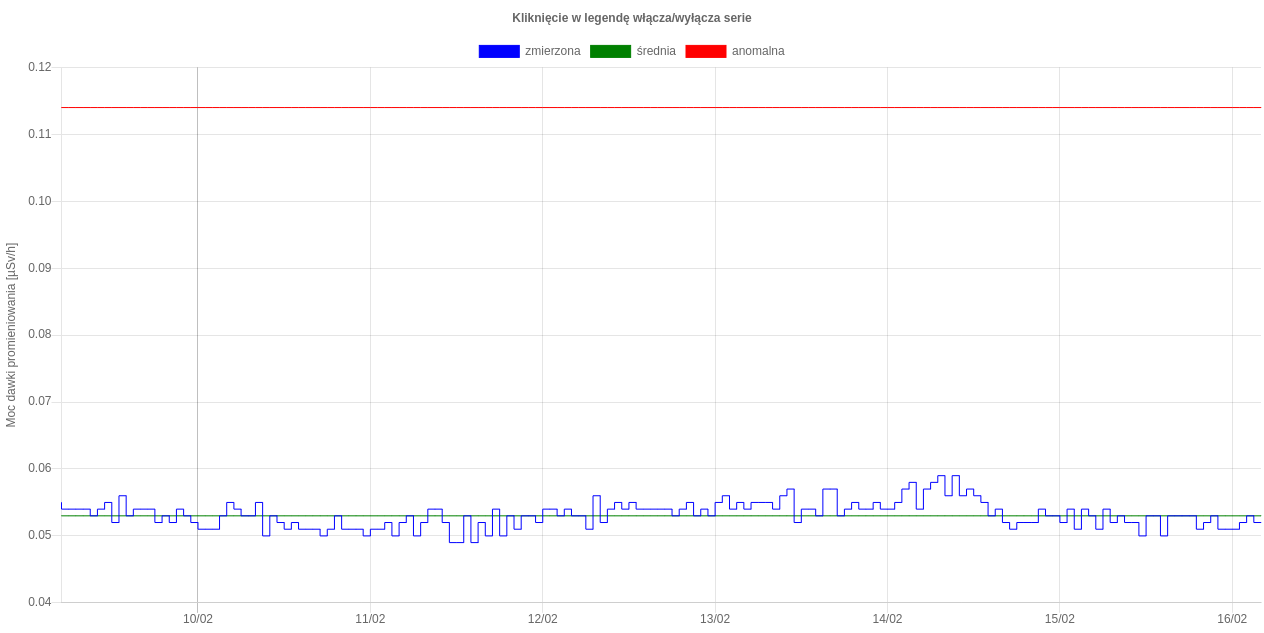 Kliknięcie w legendę włącza/wyłącza serie
zmierzona średnia anomalna
Moc dawki promieniowania [µSv/h]
0.12
0.11
0.10
0.09
0.08
0.07
0.06
0.05
0.04
10/02 11/02 12/02 13/02 14/02 15/02 16/02